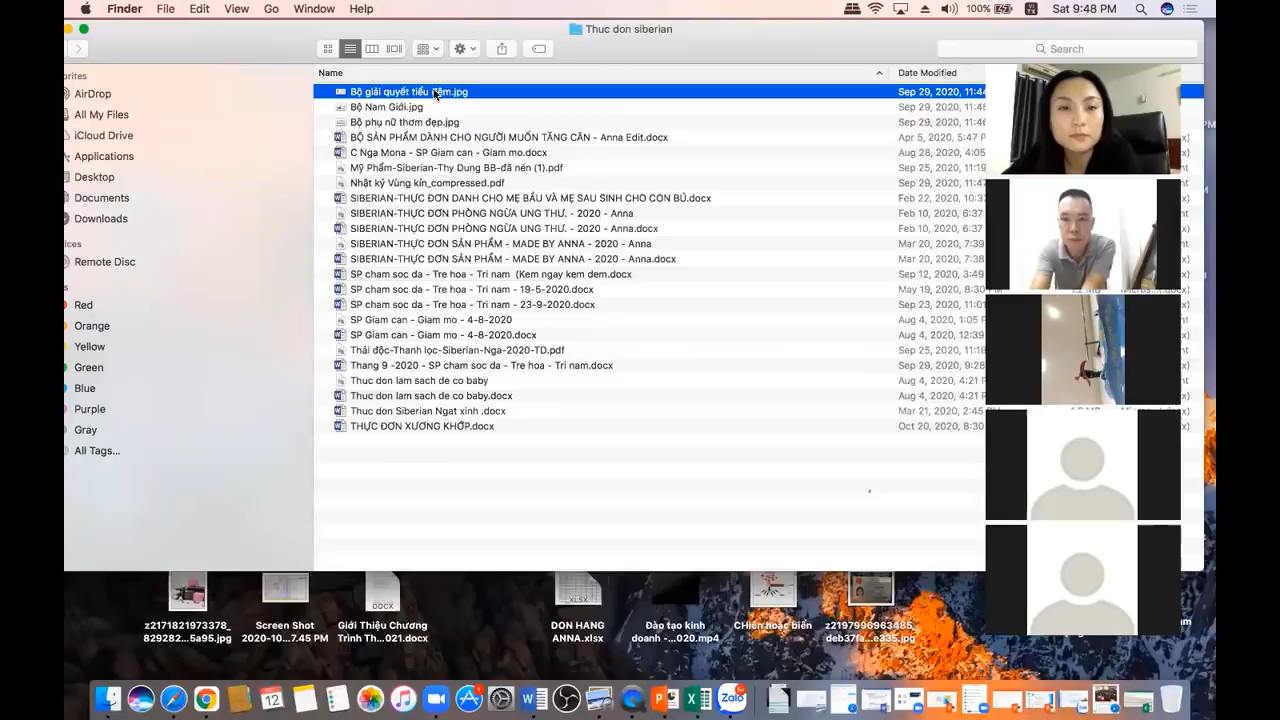 Finder File Edit View Go Window Help 100% Sat 9:48 PM
Thuc don siberian
Search
Name Date Modified
AirDrop
All My Files
iCloud Drive
Applications
Desktop
Documents
Downloads
Remote Disc
Red
Orange
Yellow
Green
Blue
Purple
Gray
All Tags...
Bộ giải quyết tiểu .jpg Sep 29, 2020, 11:44
Bộ Nam Giới.jpg Sep 29, 2020, 11:45
Bộ phụ nữ thơm đẹp.jpg Sep 29, 2020, 11:46
BỘ SẢN PHẨM DÀNH CHO NGƯỜI MUỐN TĂNG CÂN - Anna Edit.docx Apr 5, 2020, 5:47 P
C Nga Mona - SP Giam can - Giam mo.docx Aug 28, 2020, 4:05
Mỹ Phẩm-Siberian-Thy Dung BB-đã nén (1).pdf Sep 25, 2020, 11:19
Nhật ký Vùng kín_compressed.pdf Sep 29, 2020, 11:47
SIBERIAN-THỰC ĐƠN DANH CHO MẸ BẦU VÀ MẸ SAU SINH CHO CON BÚ.docx Feb 22, 2020, 10:3
SIBERIAN-THỰC ĐƠN PHÒNG NGỪA UNG THƯ. - 2020 - Anna Feb 10, 2020, 6:37
SIBERIAN-THỰC ĐƠN PHÒNG NGỪA UNG THƯ. - 2020 - Anna.docx Feb 10, 2020, 6:37
SIBERIAN-THỰC ĐƠN SẢN PHẨM - MADE BY ANNA - 2020 - Anna Mar 20, 2020, 7:39
SIBERIAN-THỰC ĐƠN SẢN PHẨM - MADE BY ANNA - 2020 - Anna.docx Mar 20, 2020, 7:38
SP cham soc da - Tre hoa - Tri nam (Kem ngay kem dem.docx Sep 12, 2020, 3:49
SP cham soc da - Tre hoa - Tri nam - 19-5-2020.docx May 19, 2020, 8:30 PM
SP cham soc da - Tre hoa - Tri nam - 23-9-2020.docx Sep 23, 2020, 11:01
SP Giam can - Giam mo - 4-8-2020 Aug 4, 2020, 1:05 P
SP Giam can - Giam mo - 4-8-2020.docx Aug 4, 2020, 12:39
Thải độc-Thanh lọc-Siberian-Nga-2020-TD.pdf Sep 25, 2020, 11:18
Thang 9 -2020 - SP cham soc da - Tre hoa - Tri nam.docx Sep 29, 2020, 9:28
Thuc don lam sach de co baby Aug 4, 2020, 4:21 P
Thuc don lam sach de co baby.docx Aug 4, 2020, 4:21 P
Thuc don Siberian Ngat xinh .docx Mar 21, 2020, 2:45
THỰC ĐƠN XƯƠNG KHỚP.docx Oct 20, 2020, 8:30
z2171821973378_
829282...5a95.jpg
Screen Shot
2020-10...7.45 PM
DOCX
Giới Thiệu Chương
Trình Th...021.docx
XLSX
DON HANG
ANNA.xlsx
Đào tạo kinh
doanh -...020.mp4
CHiến hoặc biến
z2197996963485_
deb37fa...e335.jpg
Zalo